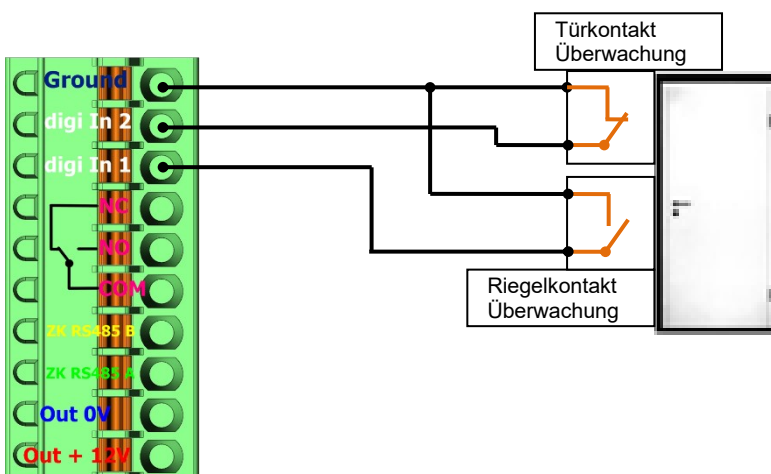 Türkontakt
Überwachung
Ground
digi In 2
digi In 1
NC
NO
COM
Riegelkontakt
Überwachung
ZK RS485 B
ZK RS485 A
Out 0V
Out + 12V